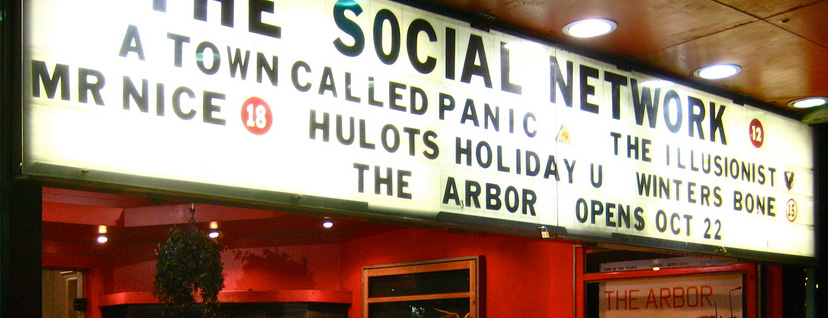 THE SOCIAL NETWORK 12
A TOWN CALLED PANIC THE ILLUSIONIST
MR NICE 18 HULOTS HOLIDAY U WINTERS BONE 15
THE ARBOR OPENS OCT 22
THE ARBOR